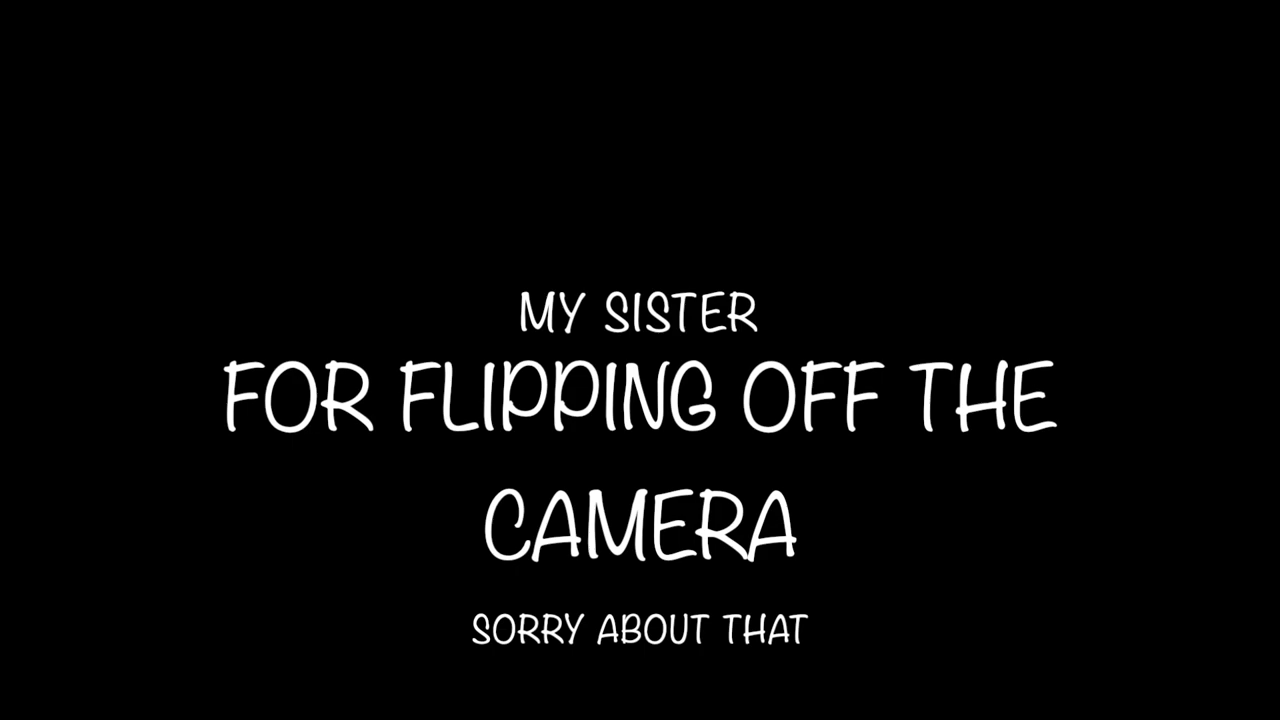 MY SISTER
FOR FLIPPING OFF THE
CAMERA
SORRY ABOUT THAT